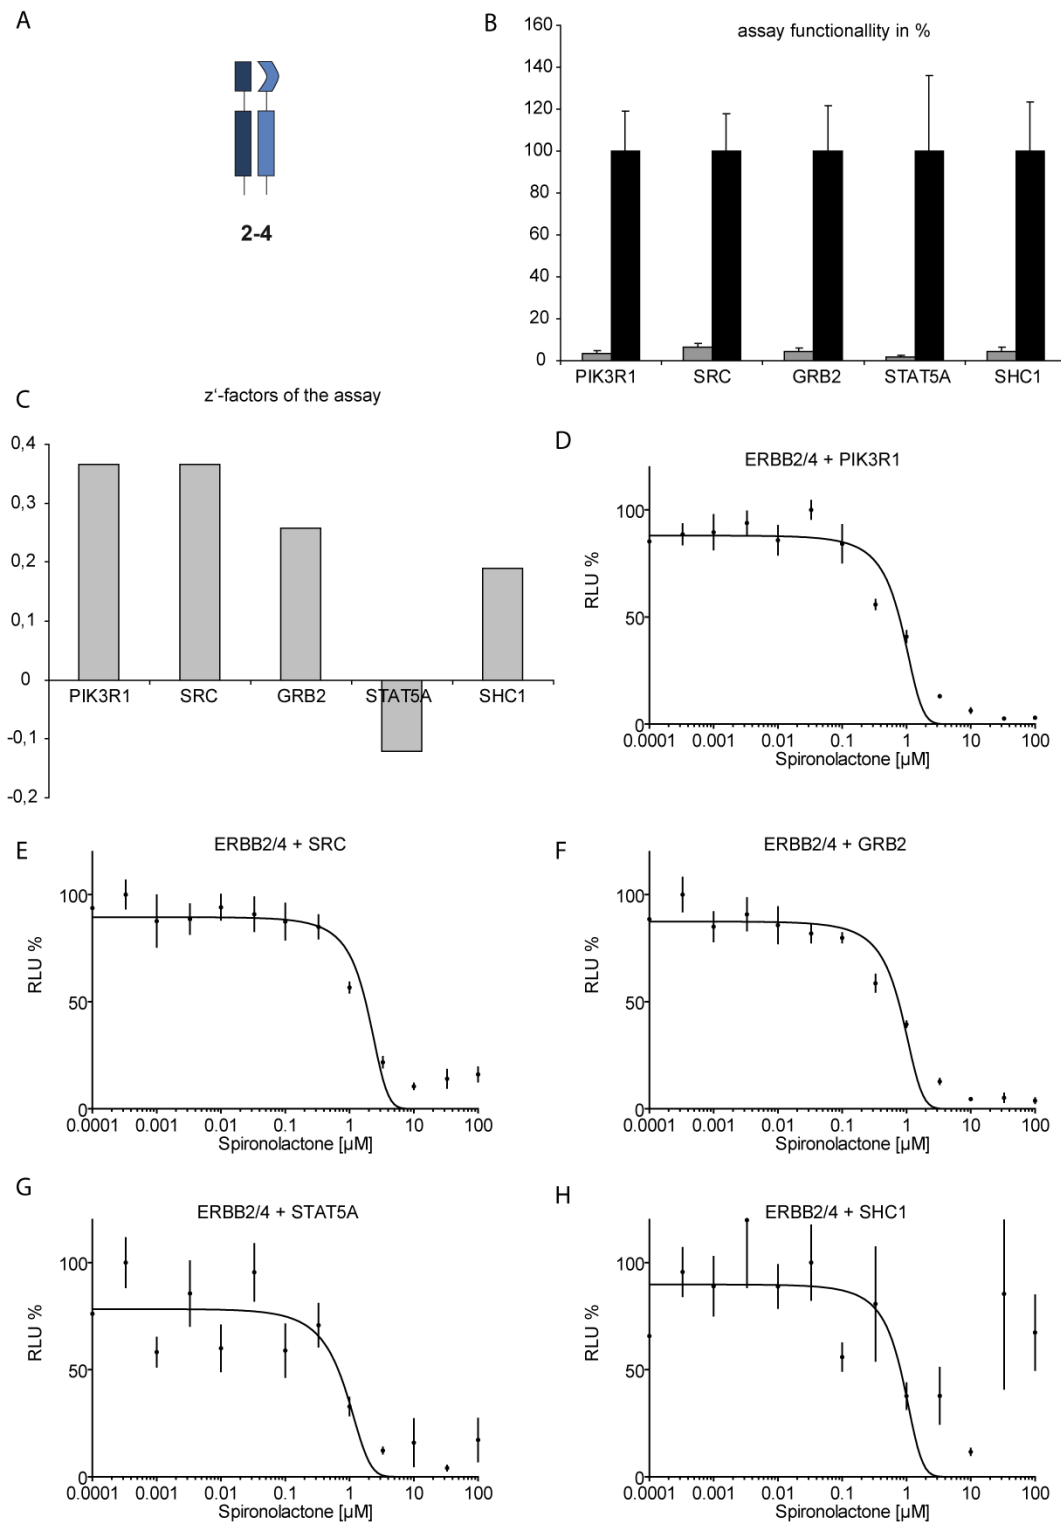 A
2-4
B
assay functionallity in %
160
140
120
100
80
60
40
20
0
PIK3R1 SRC GRB2 STAT5A SHC1
C
z'-factors of the assay
0,4
0,3
0,2
0,1
0
-0,1
-0,2
PIK3R1 SRC GRB2 STAT5A SHC1
D
ERBB2/4 + PIK3R1
RLU %
100
50
0
0.0001 0.001 0.01 0.1 1 10 100
Spironolactone [µM]
E
ERBB2/4 + SRC
RLU %
100
50
0
0.0001 0.001 0.01 0.1 1 10 100
Spironolactone [µM]
F
ERBB2/4 + GRB2
RLU %
100
50
0
0.0001 0.001 0.01 0.1 1 10 100
Spironolactone [µM]
G
ERBB2/4 + STAT5A
RLU %
100
50
0
0.0001 0.001 0.01 0.1 1 10 100
Spironolactone [µM]
H
ERBB2/4 + SHC1
RLU %
100
50
0
0.0001 0.001 0.01 0.1 1 10 100
Spironolactone [µM]